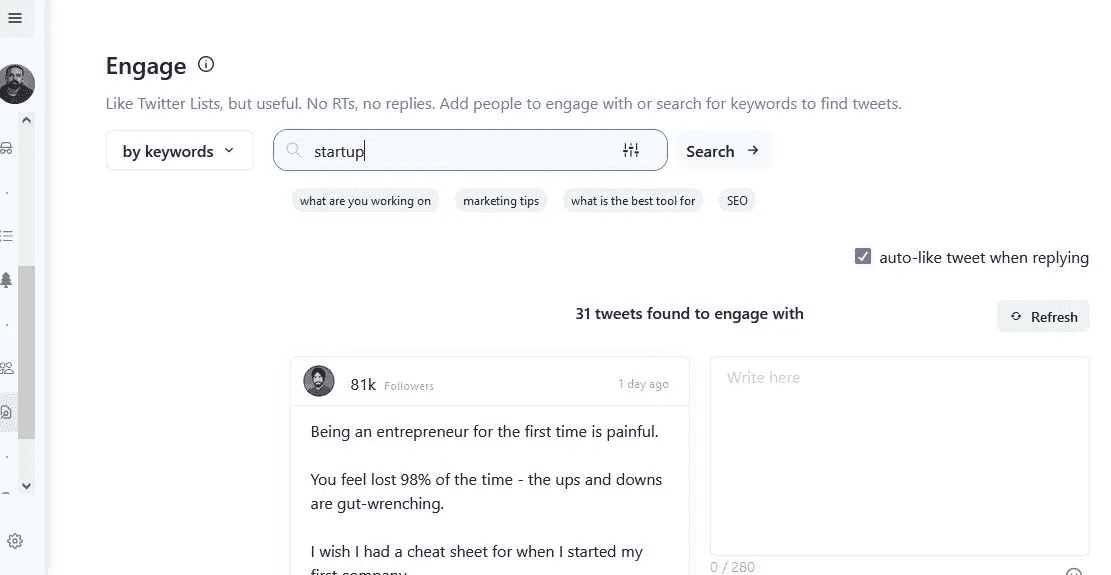 Engage
Like Twitter Lists, but useful. No RTs, no replies. Add people to engage with or search for keywords to find tweets.
by keywords
startup
Search
what are you working on
marketing tips
what is the best tool for
SEO
auto-like tweet when replying
31 tweets found to engage with
Refresh
81k Followers
1 day ago
Write here
Being an entrepreneur for the first time is painful.
You feel lost 98% of the time - the ups and downs
are gut-wrenching.
I wish I had a cheat sheet for when I started my
first company
0 / 280